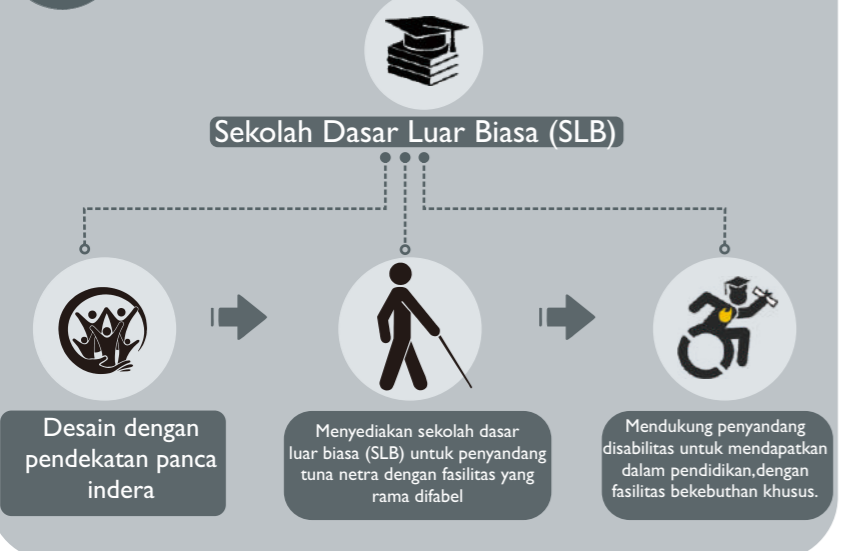 Sekolah Dasar Luar Biasa (SLB)
Desain dengan
pendekatan panca
indera
Menyediakan sekolah dasar
luar biasa (SLB) untuk penyandang
tuna netra dengan fasilitas yang
rama difabel
Mendukung penyandang
disabilitas untuk mendapatkan
dalam pendidikan,dengan
fasilitas bekebuthan khusus.